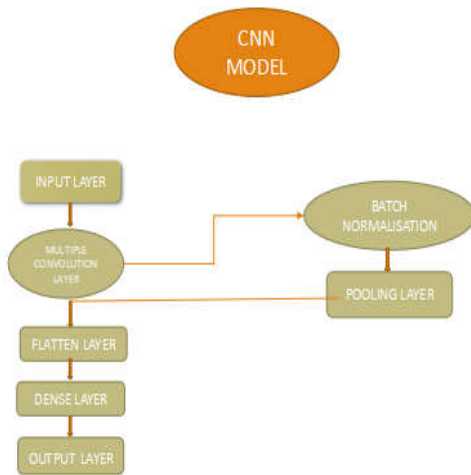 CNN
MODEL
INPUT LAYER
MULTIPLE
CONVOLUTION
LAYER
BATCH
NORMALISATION
POOLING LAYER
FLATTEN LAYER
DENSE LAYER
OUTPUT LAYER